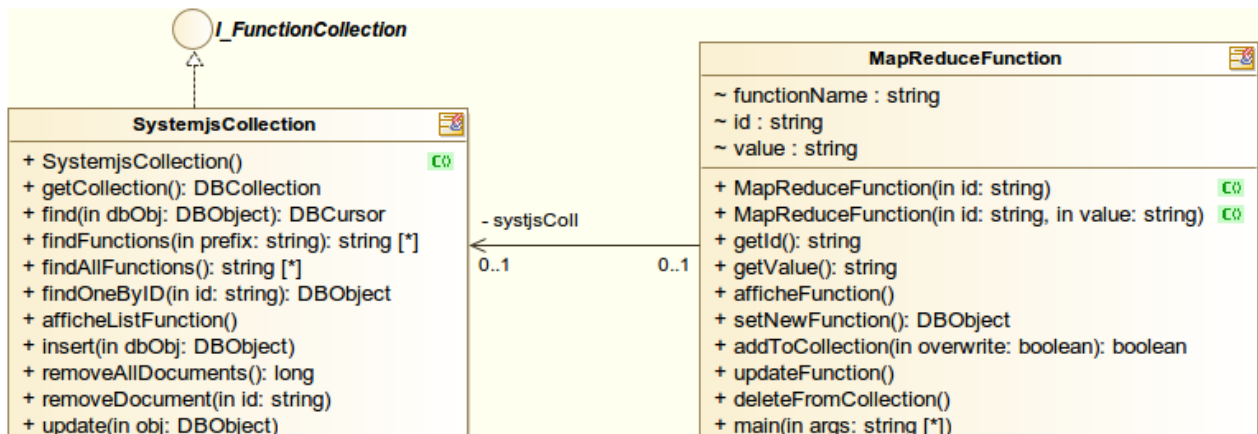 I_FunctionCollection
SystemjsCollection
+ SystemjsCollection()
+ getCollection(): DBCollection
+ find(in dbObj: DBObject): DBCursor
+ findFunctions(in prefix: string): string [*]
+ findAllFunctions(): string [*]
+ findOneByID(in id: string): DBObject
+ afficheListFunction()
+ insert(in dbObj: DBObject)
+ removeAllDocuments(): long
+ removeDocument(in id: string)
+ update(in obj: DBObject)
- systjsColl
0..1
0..1
MapReduceFunction
~ functionName : string
~ id : string
~ value : string
+ MapReduceFunction(in id: string)
+ MapReduceFunction(in id: string, in value: string)
+ getId(): string
+ getValue(): string
+ afficheFunction()
+ setNewFunction(): DBObject
+ addToCollection(in overwrite: boolean): boolean
+ updateFunction()
+ deleteFromCollection()
+ main(in args: string [*])